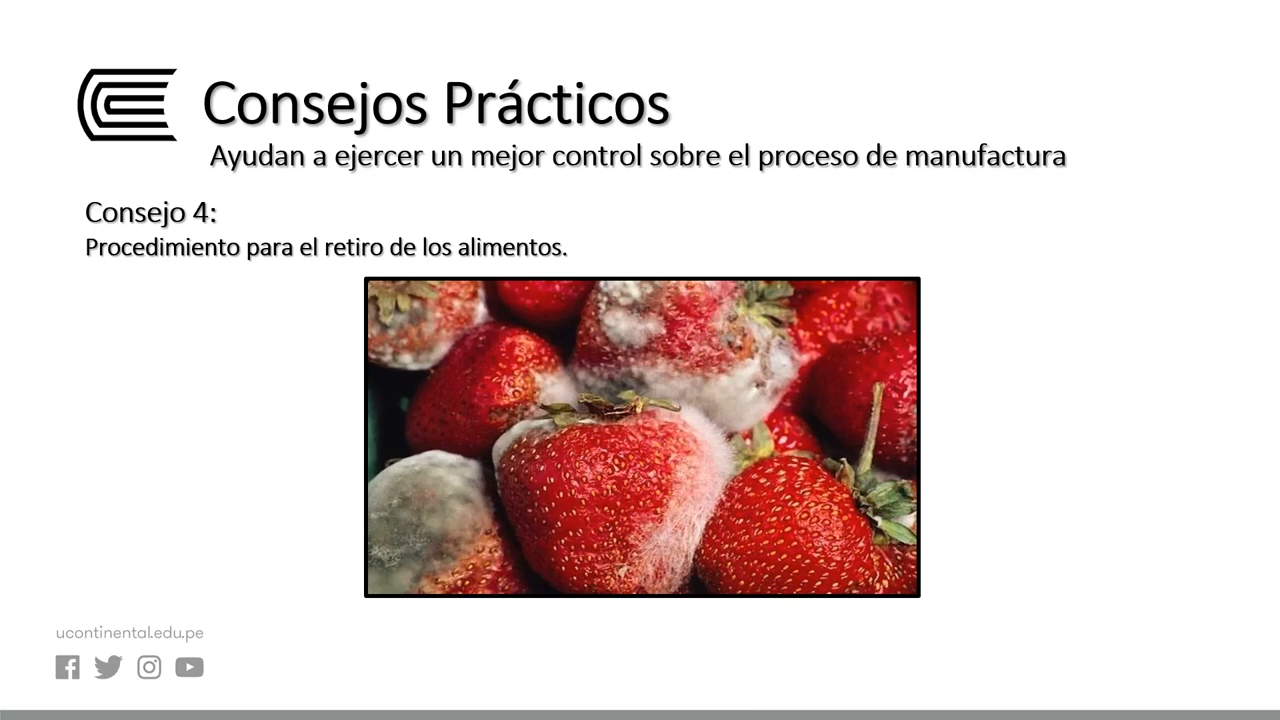 Consejos Prácticos
Ayudan a ejercer un mejor control sobre el proceso de manufactura
Consejo 4:
Procedimiento para el retiro de los alimentos.
ucontinental.edu.pe